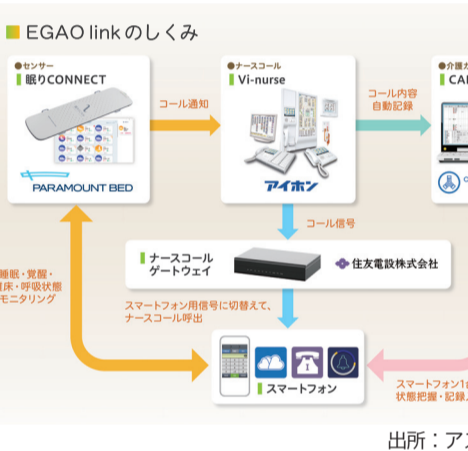 EGAO linkのしくみ
●センサー
眠りCONNECT
PARAMOUNT BED
コール通知
●ナースコール
Vi-nurse
アイホン
コール内容
自動記録
●介護
コール信号
ナースコール
ゲートウェイ
住友電設株式会社
睡眠・覚醒・
床・呼吸状態
モニタリング
スマートフォン用信号に切替えて、
ナースコール呼出
スマートフォン
スマートフォン1
状態把握・記録
出所：ア